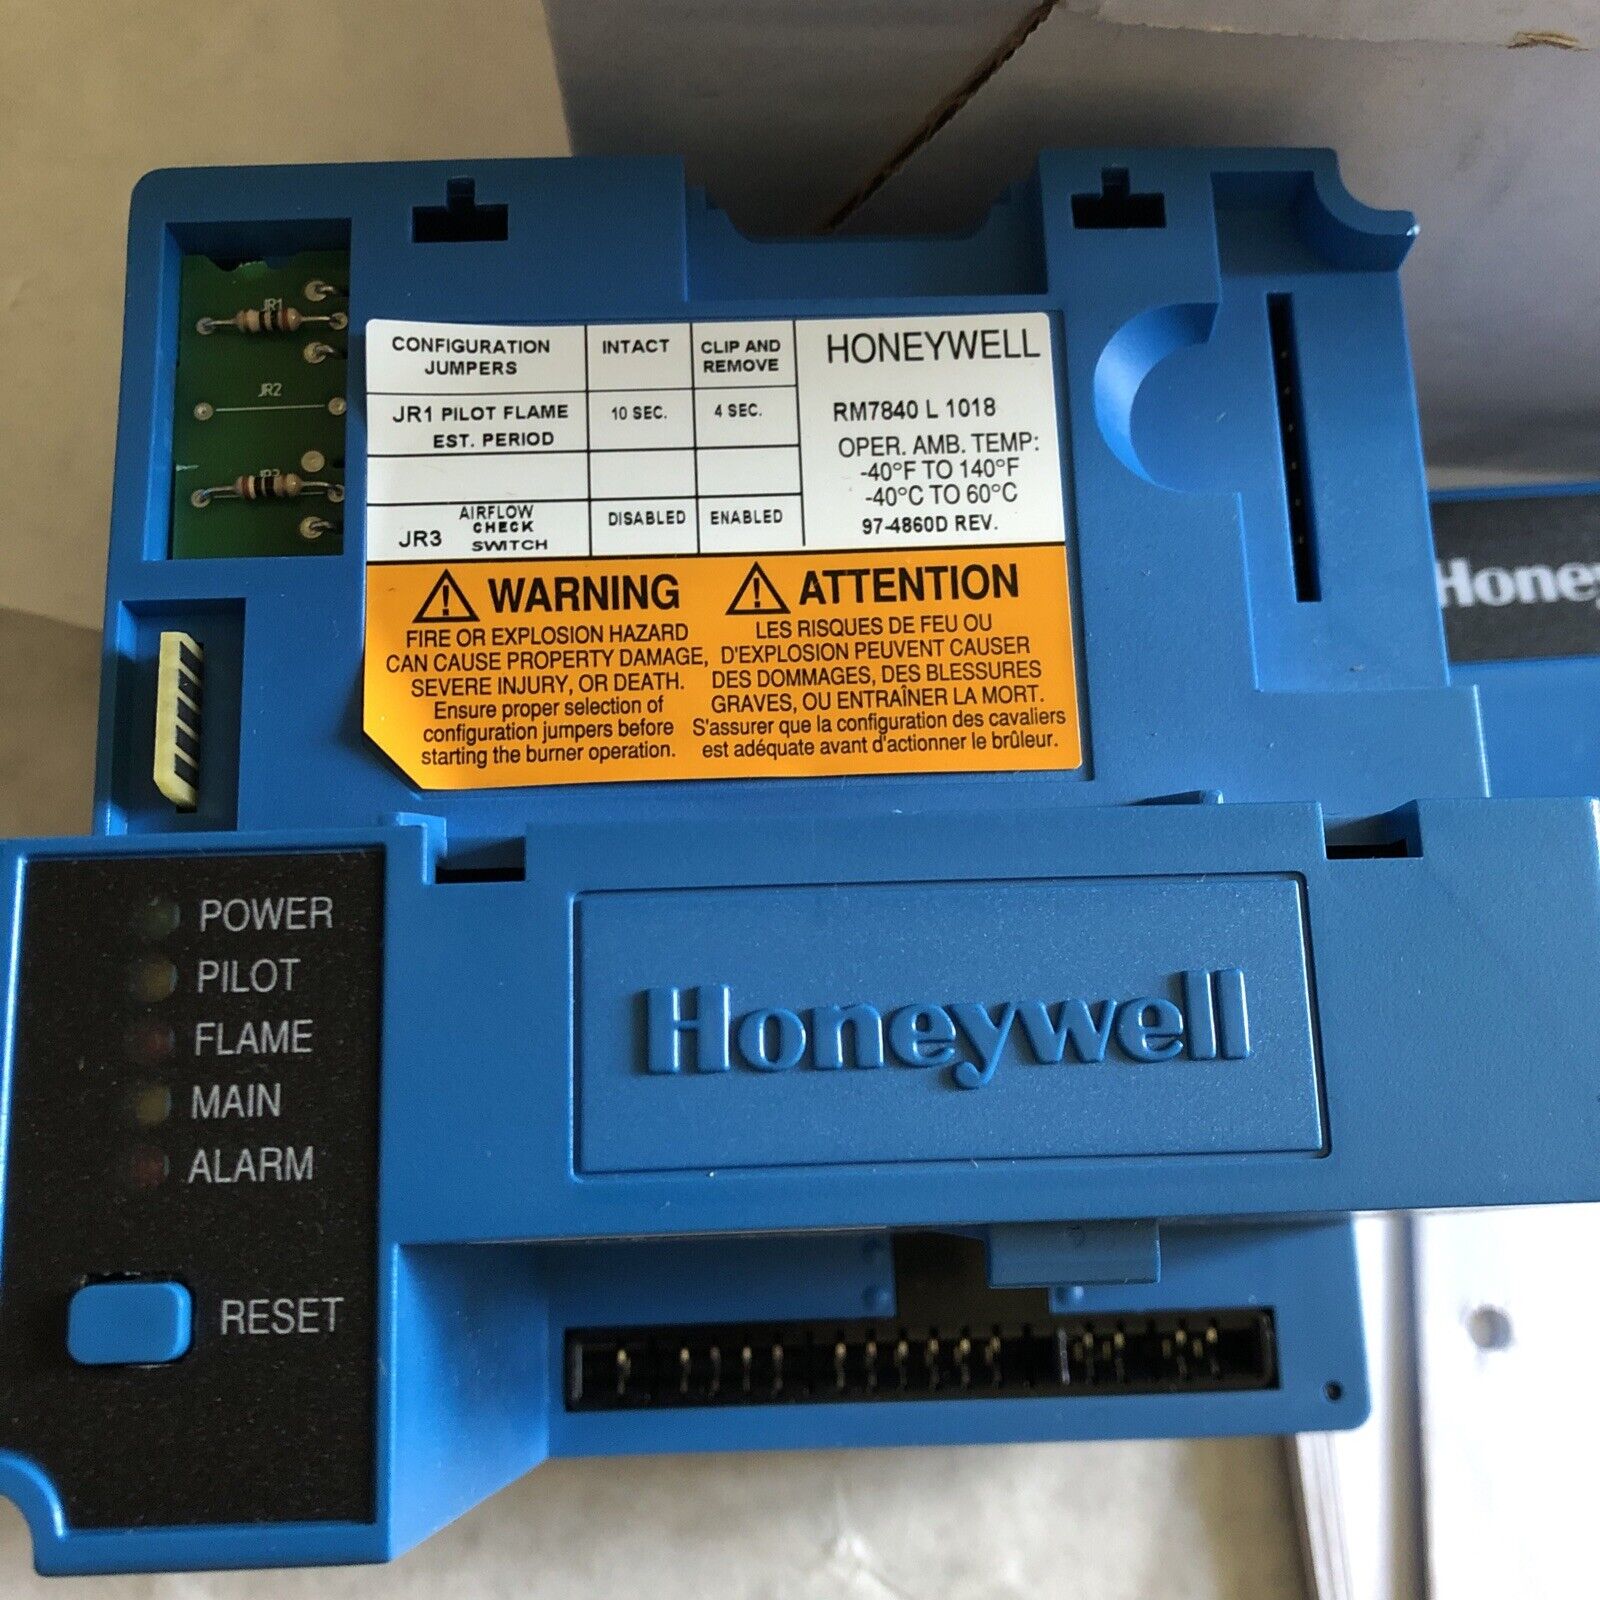 JR1
JR2
CONFIGURATION JUMPERS
INTACT
CLIP AND REMOVE
JR1 PILOT FLAME EST. PERIOD
10 SEC.
4 SEC.
JR3 AIRFLOW CHECK SWITCH
DISABLED
ENABLED
HONEYWELL
RM7840 L 1018
OPER. AMB. TEMP:
-40°F TO 140°F
-40°C TO 60°C
97-4860D REV.
WARNING
FIRE OR EXPLOSION HAZARD
CAN CAUSE PROPERTY DAMAGE,
SEVERE INJURY, OR DEATH.
Ensure proper selection of
configuration jumpers before
starting the burner operation.
ATTENTION
LES RISQUES DE FEU OU
D'EXPLOSION PEUVENT CAUSER
DES DOMMAGES, DES BLESSURES
GRAVES, OU ENTRAÎNER LA MORT.
S'assurer que la configuration des cavaliers
est adéquate avant d'actionner le brûleur.
Honey
POWER
PILOT
FLAME
MAIN
ALARM
RESET
Honeywell